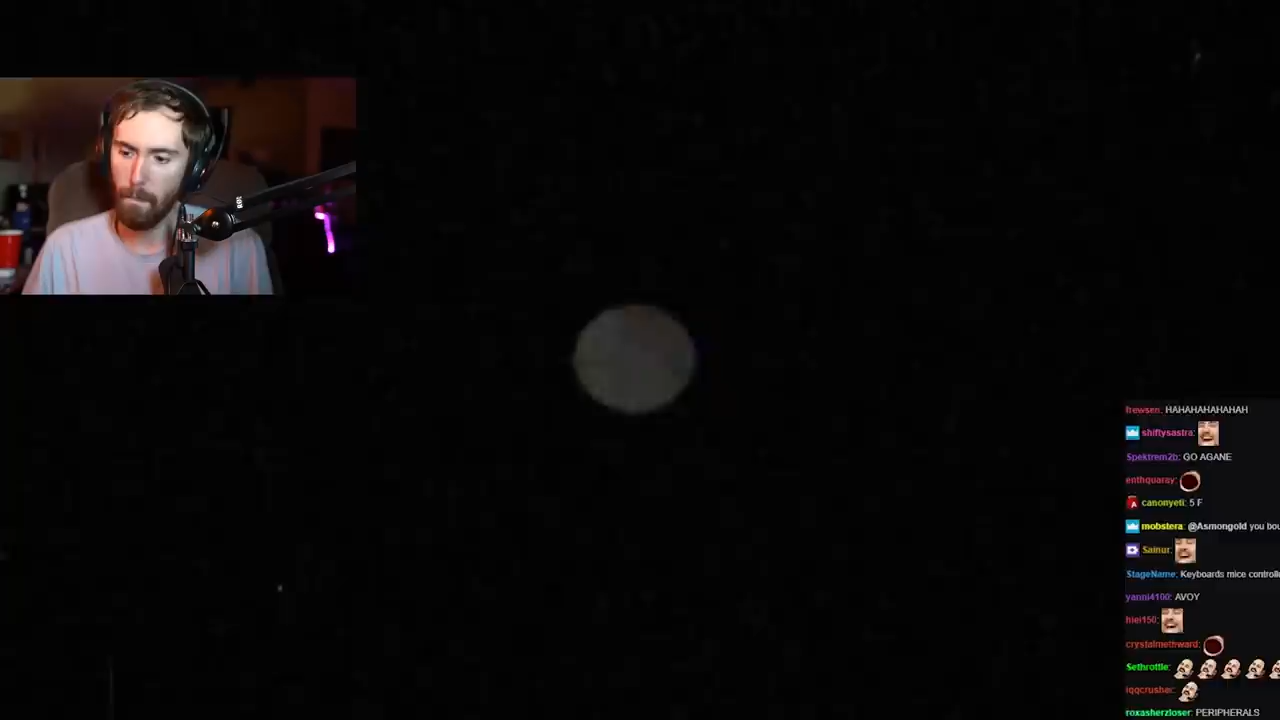 frewsen: HAHAHAHAHAHAH
shiftysastra:
Spektrem2b: GO AGANE
enthquaray:
canonyeti: 5 F
mobstera: @Asmongold you bou
Sainur:
StageName: Keyboards mice controll
yanni4100: AVOY
hiei150:
crystalmethward:
Sethrottle:
iqqcrushar:
roxasherzloser: PERIPHERALS